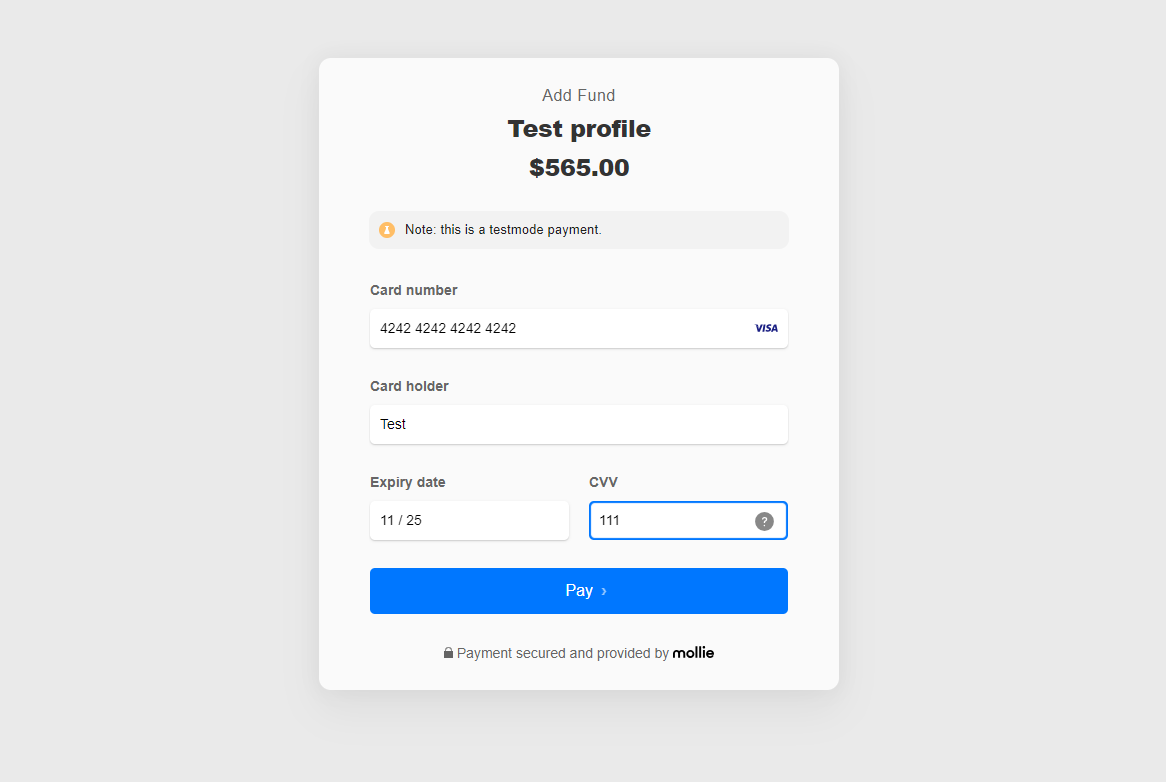 Add Fund
Test profile
$565.00
Note: this is a testmode payment.
Card number
4242 4242 4242 4242 VISA
Card holder
Test
Expiry date CVV
11 / 25 111 ?
Pay ›
Payment secured and provided by mollie